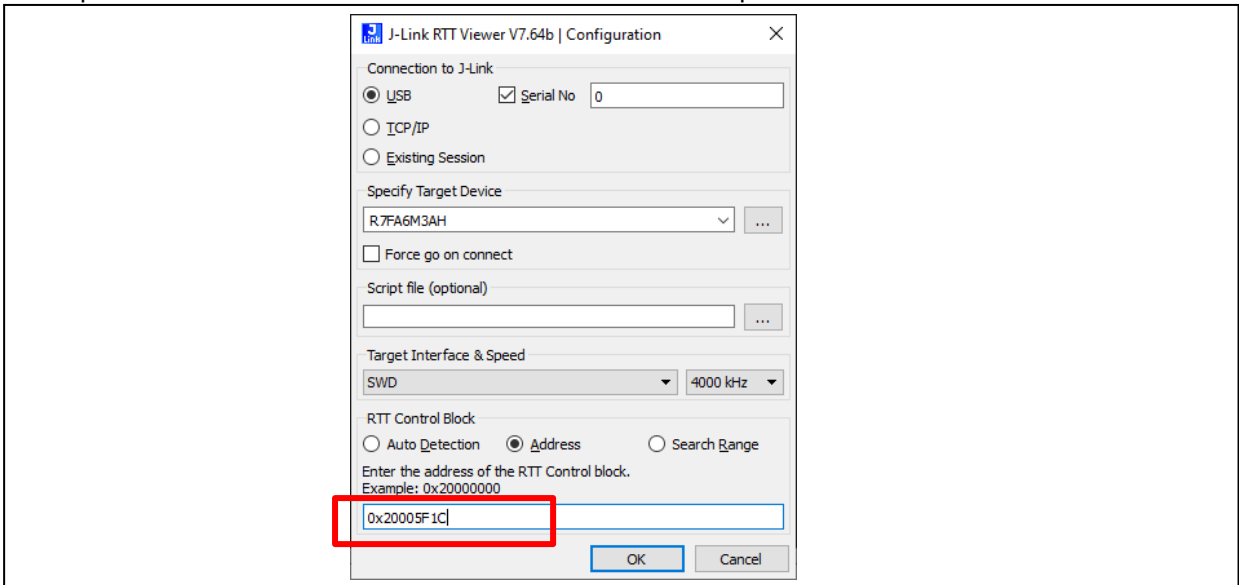 J-Link RTT Viewer V7.64b | Configuration
Connection to J-Link
USB Serial No 0
TCP/IP
Existing Session
Specify Target Device
R7FA6M3AH
...
Force go on connect
Script file (optional)
...
Target Interface & Speed
SWD 4000 kHz
RTT Control Block
Auto Detection Address Search Range
Enter the address of the RTT Control block.
Example: 0x20000000
0x20005F1C
OK Cancel